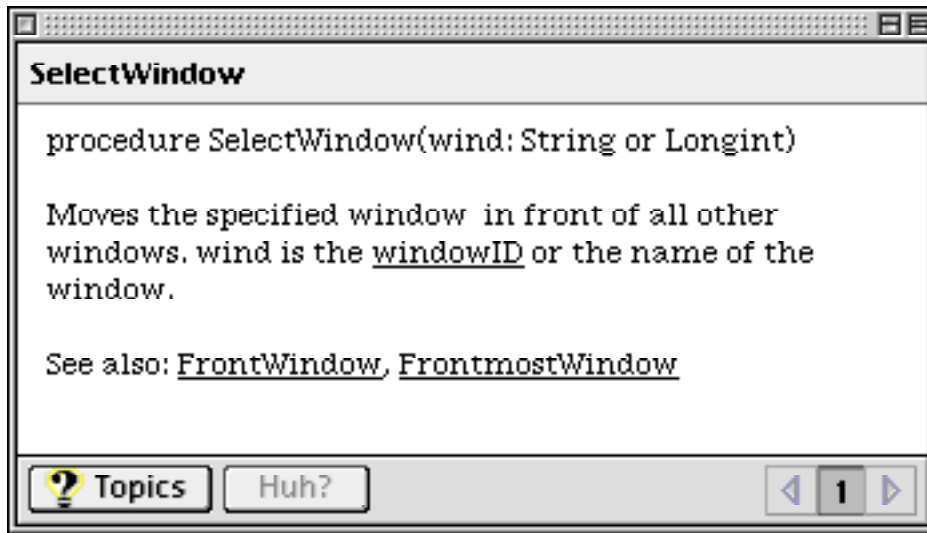 SelectWindow
procedure SelectWindow(wind: String or Longint)
Moves the specified window  in front of all other
windows. wind is the windowID or the name of the
window.
See also: FrontWindow, FrontmostWindow
? Topics Huh? 1